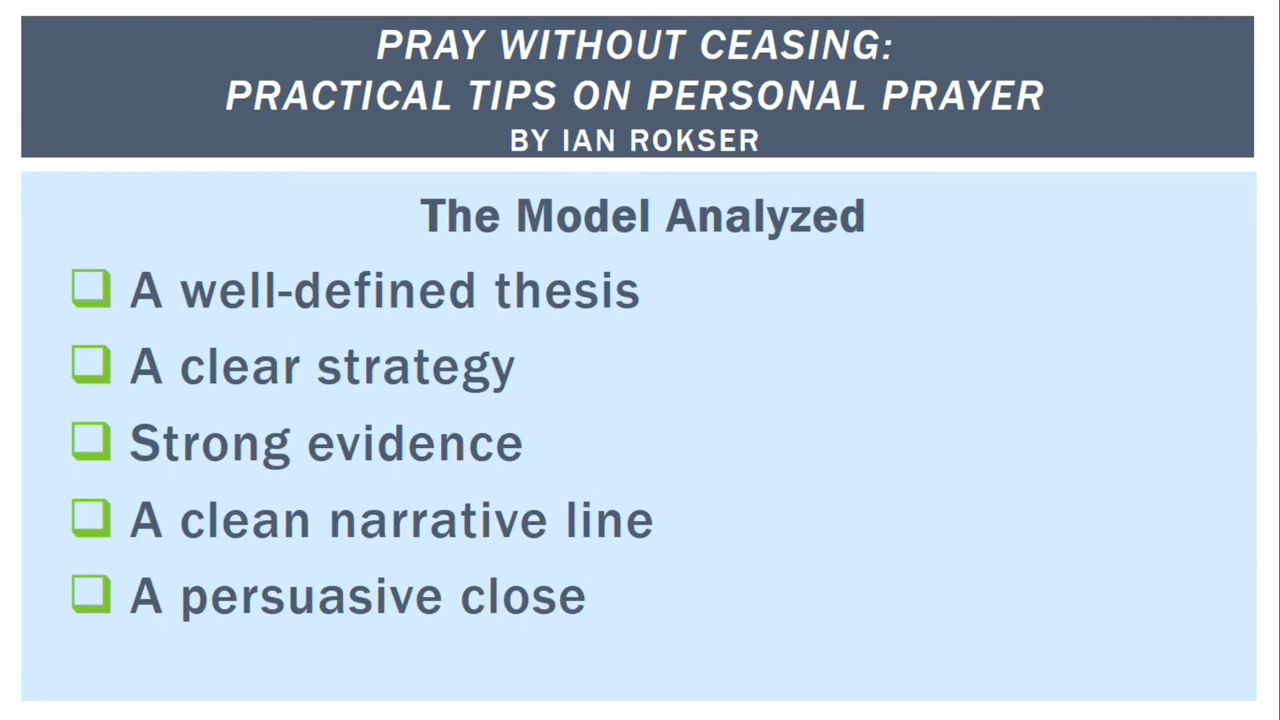 PRAY WITHOUT CEASING:
PRACTICAL TIPS ON PERSONAL PRAYER
BY IAN ROKSER
The Model Analyzed
A well-defined thesis
A clear strategy
Strong evidence
A clean narrative line
A persuasive close